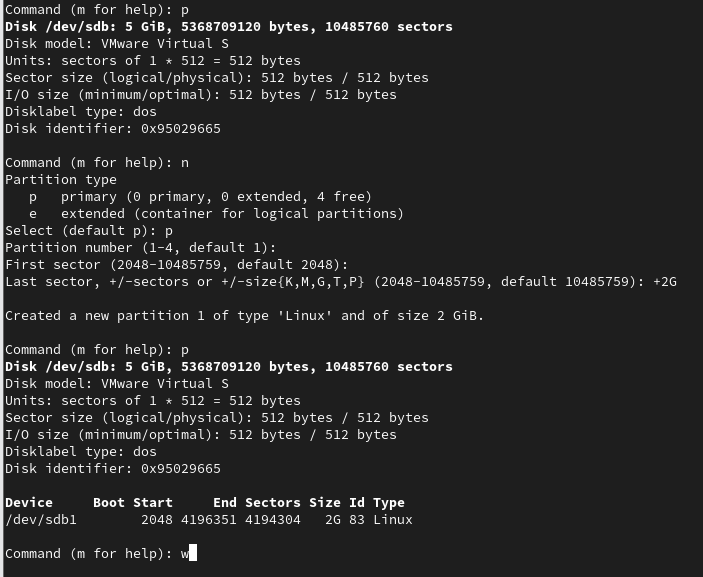 Command (m for help): p
Disk /dev/sdb: 5 GiB, 5368709120 bytes, 10485760 sectors
Disk model: VMware Virtual S
Units: sectors of 1 * 512 = 512 bytes
Sector size (logical/physical): 512 bytes / 512 bytes
I/O size (minimum/optimal): 512 bytes / 512 bytes
Disklabel type: dos
Disk identifier: 0x95029665

Command (m for help): n
Partition type
   p   primary (0 primary, 0 extended, 4 free)
   e   extended (container for logical partitions)
Select (default p): p
Partition number (1-4, default 1):
First sector (2048-10485759, default 2048):
Last sector, +/-sectors or +/-size{K,M,G,T,P} (2048-10485759, default 10485759): +2G

Created a new partition 1 of type 'Linux' and of size 2 GiB.

Command (m for help): p
Disk /dev/sdb: 5 GiB, 5368709120 bytes, 10485760 sectors
Disk model: VMware Virtual S
Units: sectors of 1 * 512 = 512 bytes
Sector size (logical/physical): 512 bytes / 512 bytes
I/O size (minimum/optimal): 512 bytes / 512 bytes
Disklabel type: dos
Disk identifier: 0x95029665

Device     Boot Start     End Sectors Size Id Type
/dev/sdb1        2048 4196351 4194304   2G 83 Linux

Command (m for help): w